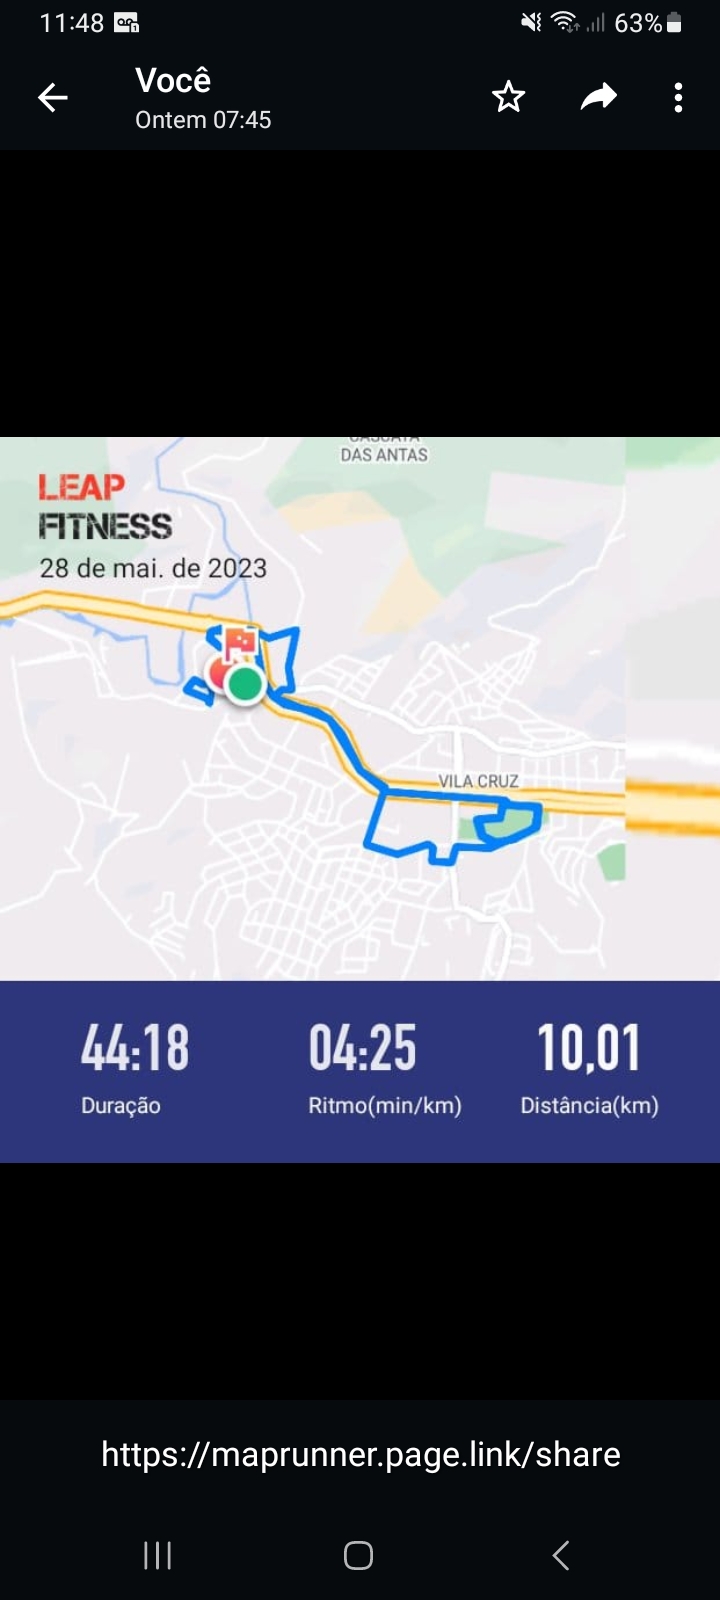 11:48
63%
Você
Ontem 07:45
DAS ANTAS
LEAP
FITNESS
28 de mai. de 2023
VILA CRUZ
44:18
04:25
10,01
Duração
Ritmo(min/km)
Distância(km)
https://maprunner.page.link/share